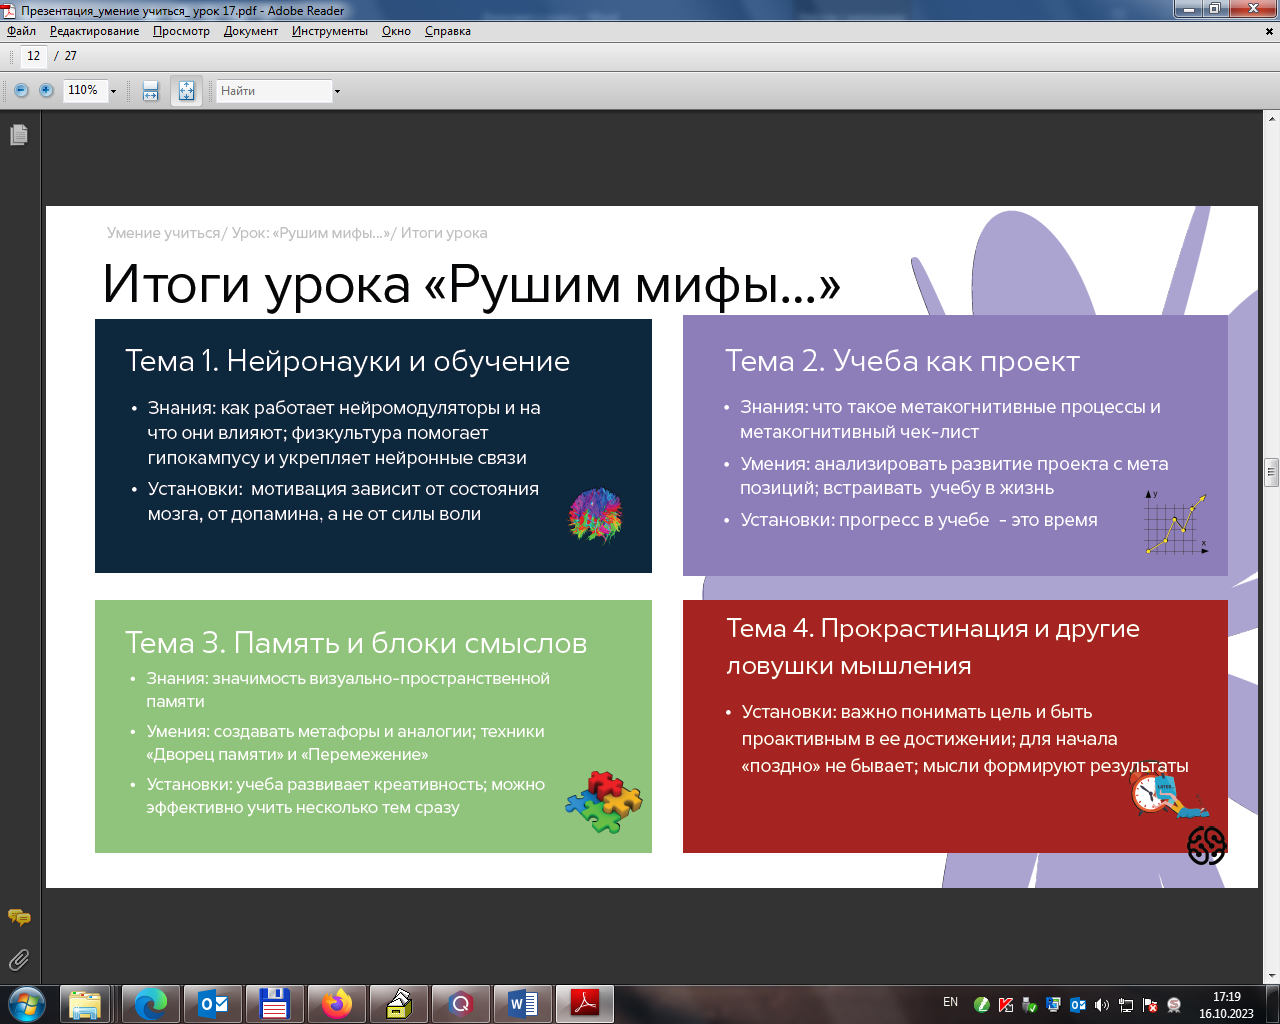 Презентация_умение учиться_ урок 17.pdf - Adobe Reader
Файл Редактирование Просмотр Документ Инструменты Окно Справка
12 / 27
110% Найти
Умение учиться/ Урок: «Рушим мифы...»/ Итоги урока
Итоги урока «Рушим мифы...»
Тема 1. Нейронауки и обучение
• Знания: как работает нейромодуляторы и на
что они влияют; физкультура помогает
гипокампусу и укрепляет нейронные связи
• Установки: мотивация зависит от состояния
мозга, от допамина, а не от силы воли
Тема 2. Учеба как проект
• Знания: что такое метакогнитивные процессы и
метакогнитивный чек-лист
• Умения: анализировать развитие проекта с мета
позиций; встраивать учебу в жизнь
• Установки: прогресс в учебе - это время
y
x
Тема 3. Память и блоки смыслов
• Знания: значимость визуально-пространственной
памяти
• Умения: создавать метафоры и аналогии; техники
«Дворец памяти» и «Перемежение»
• Установки: учеба развивает креативность; можно
эффективно учить несколько тем сразу
Тема 4. Прокрастинация и другие
ловушки мышления
• Установки: важно понимать цель и быть
проактивным в ее достижении; для начала
«поздно» не бывает; мысли формируют результаты
LATER...
EN
17:19
16.10.2023